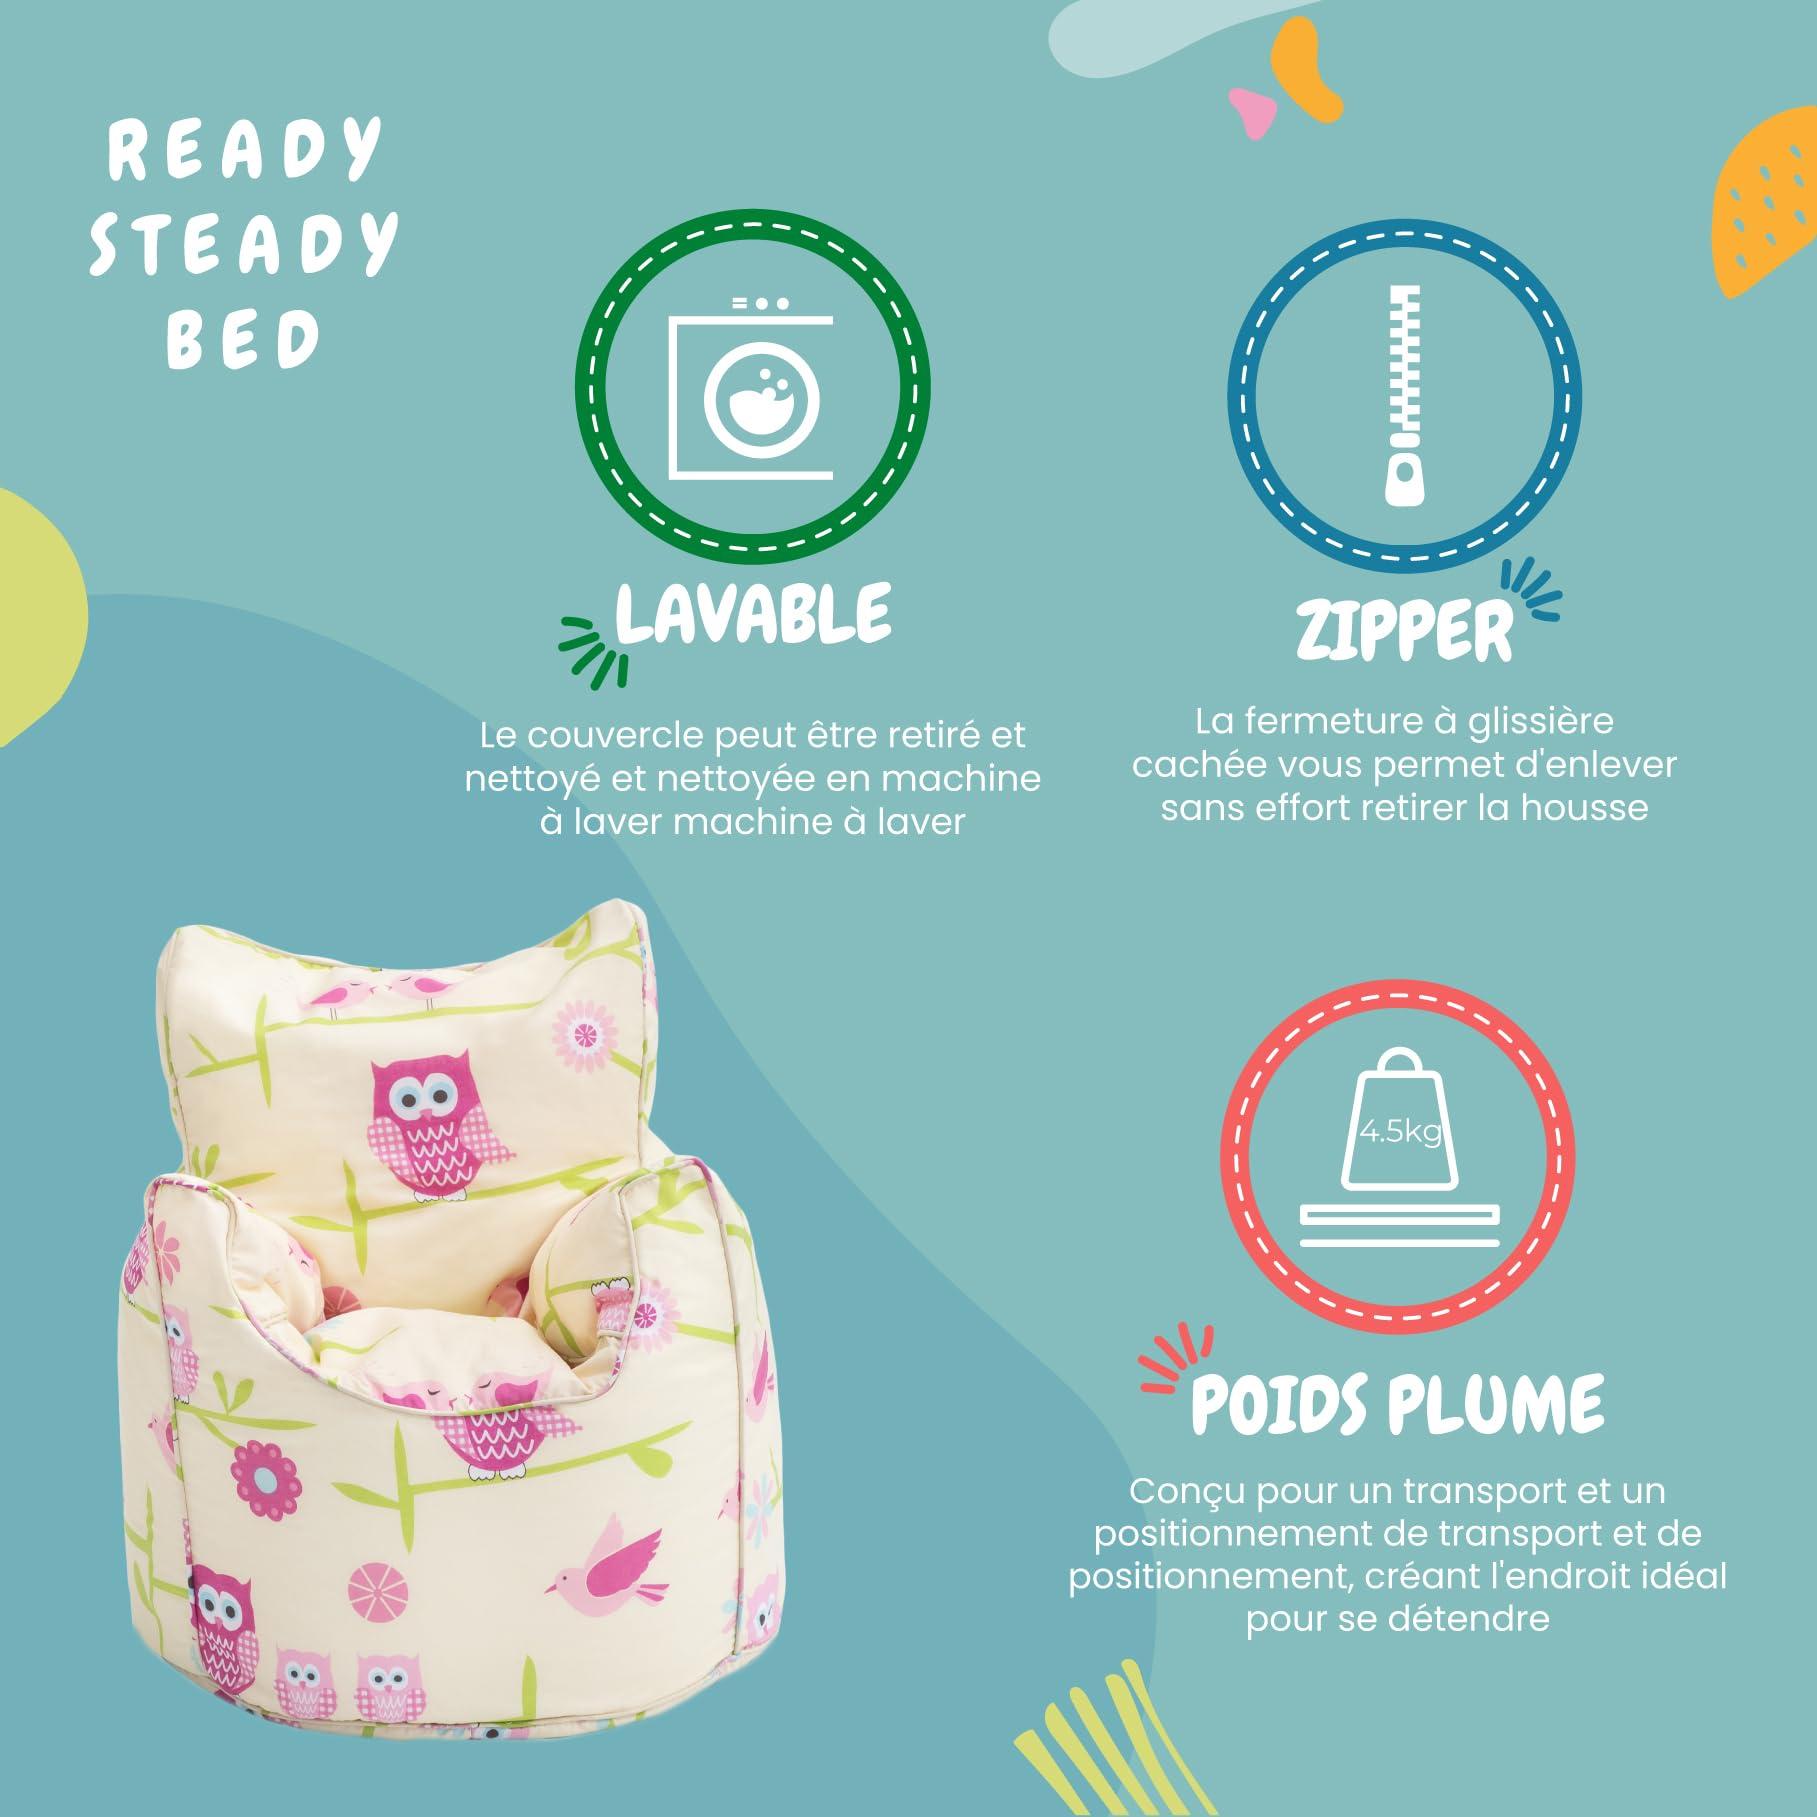 READY
STEADY
BED
LAVABLE
Le couvercle peut être retiré et
nettoyé et nettoyée en machine
à laver machine à laver
ZIPPER
La fermeture à glissière
cachée vous permet d'enlever
sans effort retirer la housse
4.5kg
POIDS PLUME
Conçu pour un transport et un
positionnement de transport et de
positionnement, créant l'endroit idéal
pour se détendre